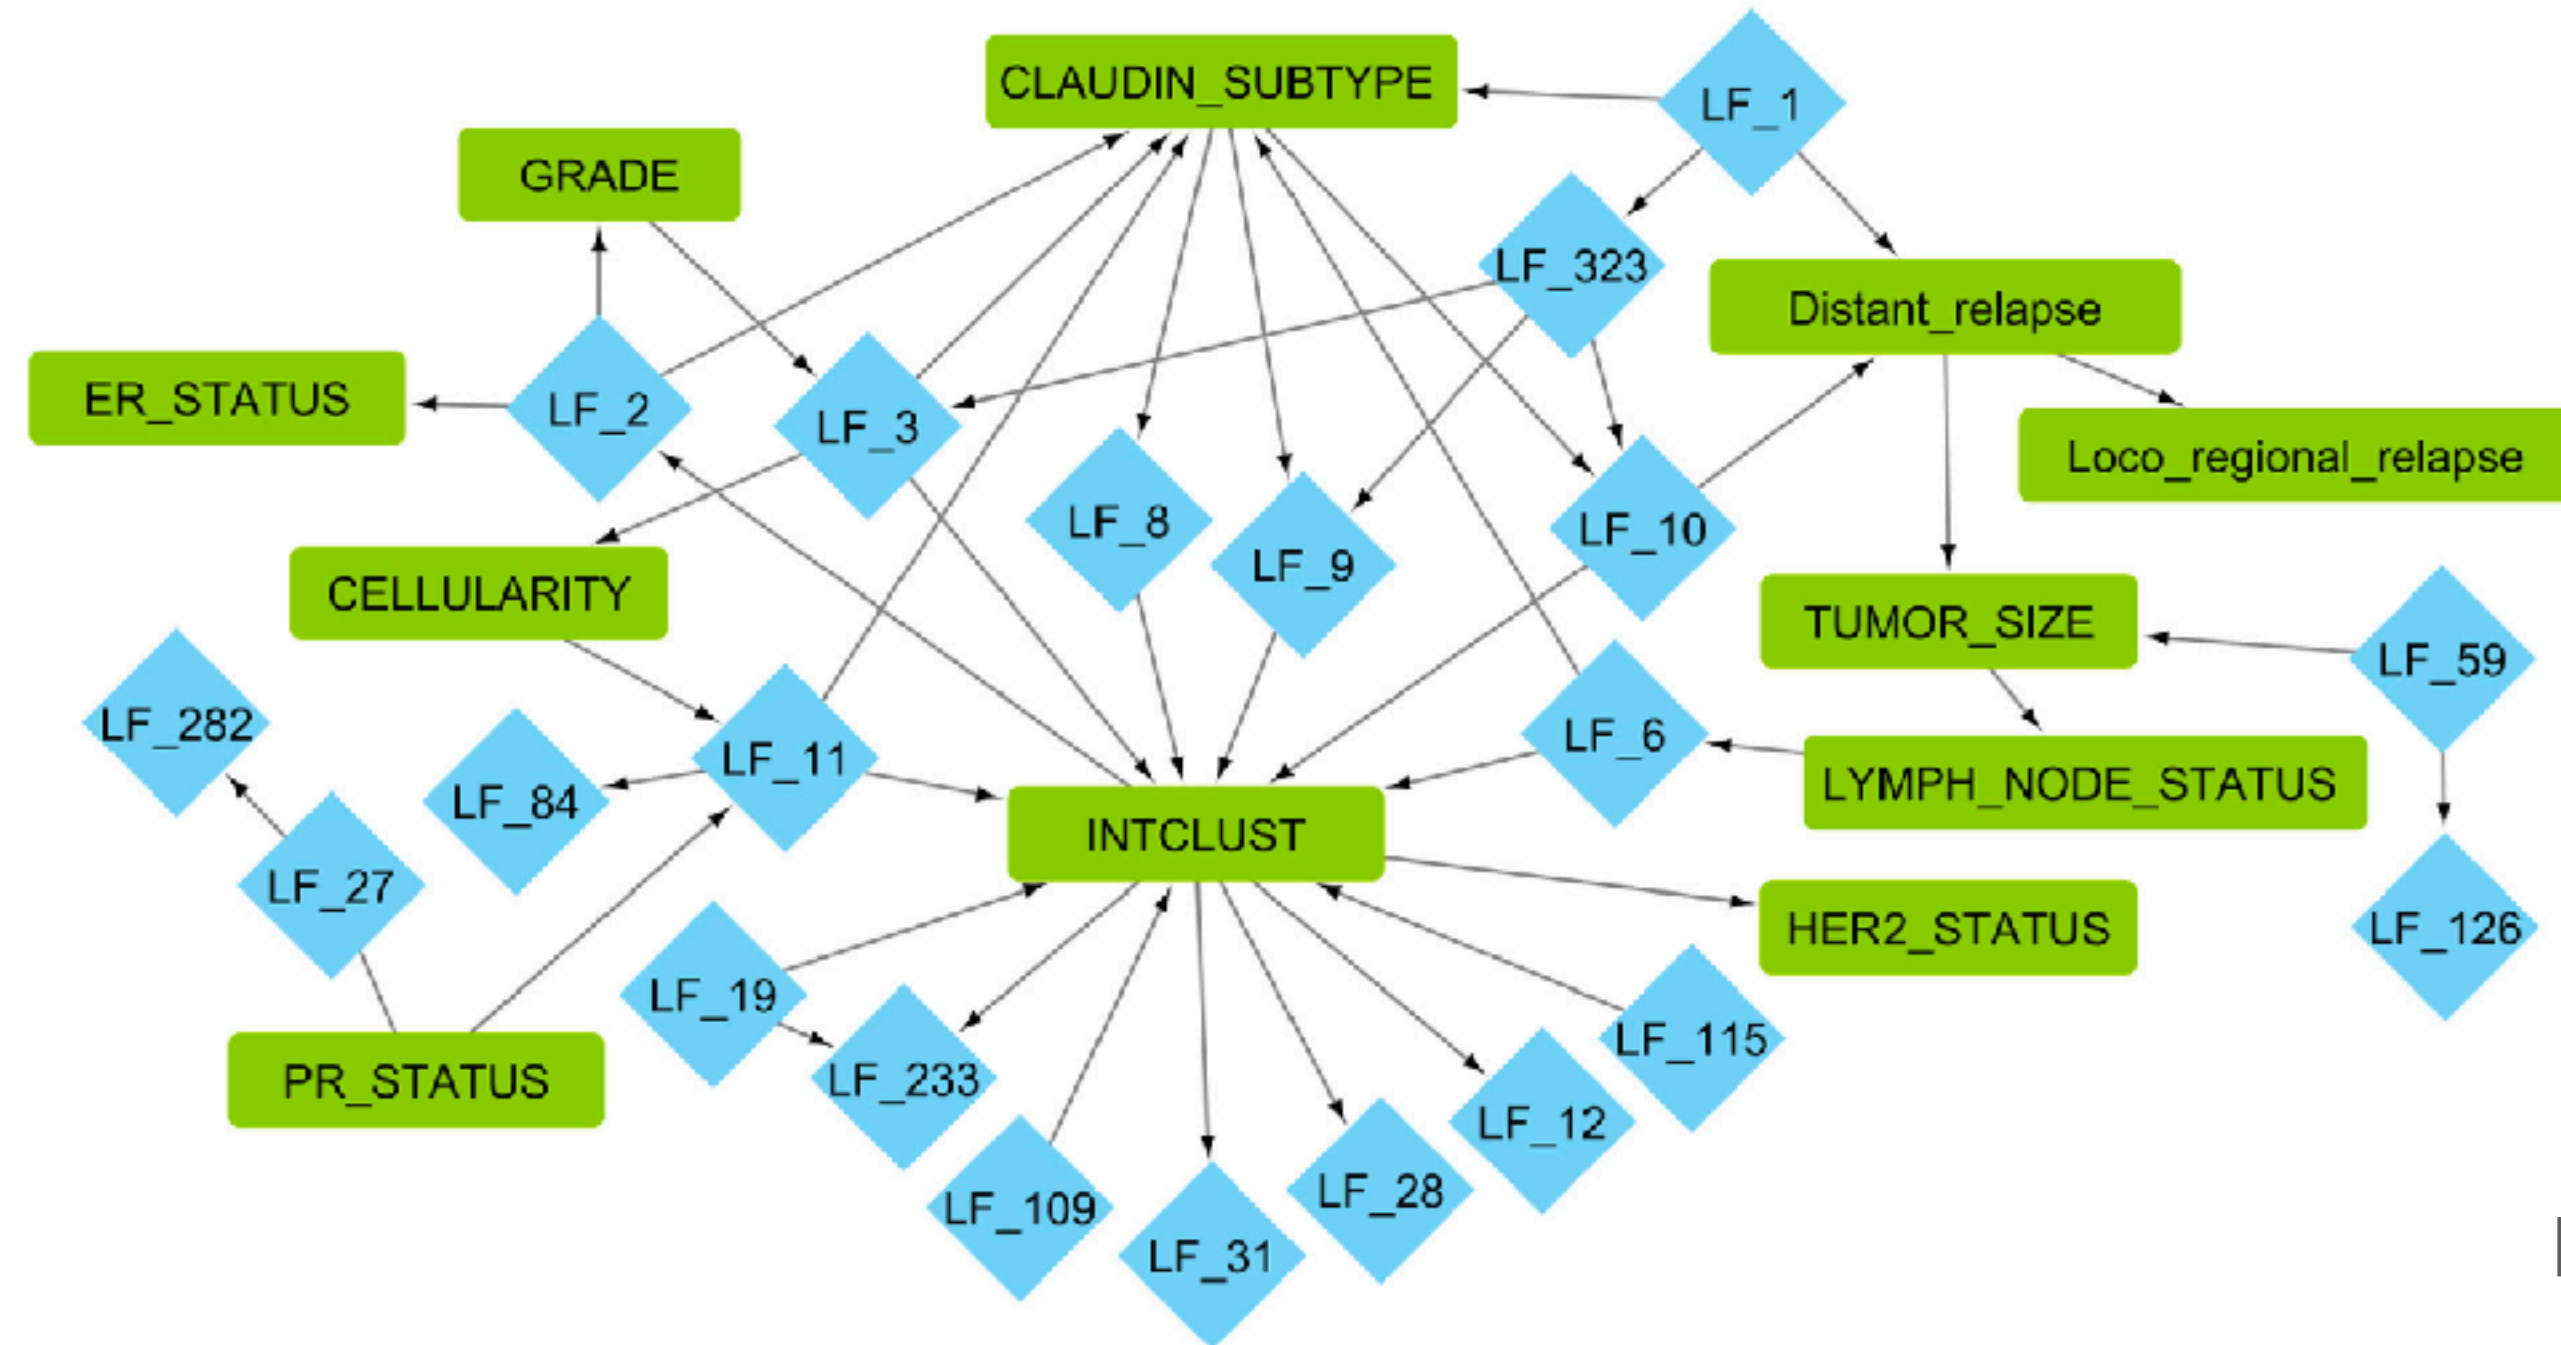 CLAUDIN_SUBTYPE
LF_1
GRADE
LF_323
Distant_relapse
ER_STATUS
LF_2
LF_3
Loco_regional_relapse
LF_8
LF_9
LF_10
CELLULARITY
TUMOR_SIZE
LF_59
LF_282
LF_84
LF_11
LF_6
LYMPH_NODE_STATUS
INTCLUST
LF_27
HER2_STATUS
LF_126
LF_19
LF_115
PR_STATUS
LF_233
LF_12
LF_109
LF_28
LF_31